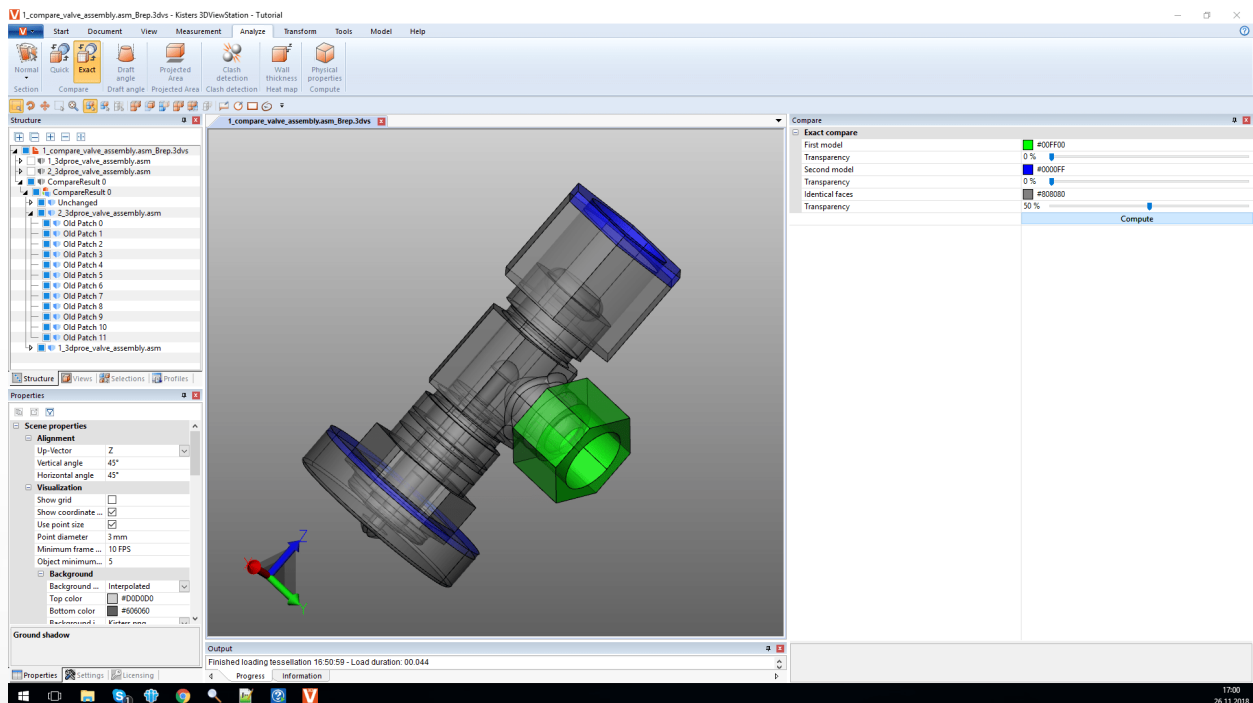 1_compare_valve_assembly.asm_Brep.3dvs - Kisters 3DViewStation - Tutorial
Start Document View Measurement Analyze Transform Tools Model Help
Normal Quick Exact Draft angle Projected Area Clash detection Wall thickness Physical properties
Section Compare Draft angle Projected Area Clash detection Heat map Compute
Structure
1_compare_valve_assembly.asm_Brep.3dvs
1_3dproe_valve_assembly.asm
2_3dproe_valve_assembly.asm
CompareResult 0
CompareResult 0
Unchanged
2_3dproe_valve_assembly.asm
Old Patch 0
Old Patch 1
Old Patch 2
Old Patch 3
Old Patch 4
Old Patch 5
Old Patch 6
Old Patch 7
Old Patch 8
Old Patch 9
Old Patch 10
Old Patch 11
1_3dproe_valve_assembly.asm
Structure Views Selections Profiles
Properties
Scene properties
Alignment
Up-Vector Z
Vertical angle 45°
Horizontal angle 45°
Visualization
Show grid
Show coordinate ...
Use point size
Point diameter 3 mm
Minimum frame ... 10 FPS
Object minimum... 5
Background
Background ... Interpolated
Top color #D0D0D0
Bottom color #606060
Background i... Kisters.png
Ground shadow
Properties Settings Licensing
1_compare_valve_assembly.asm_Brep.3dvs
Z
Y
Output
Finished loading tessellation 16:50:59 - Load duration: 00.044
Progress Information
Compare
Exact compare
First model #00FF00
Transparency 0 %
Second model #0000FF
Transparency 0 %
Identical faces #808080
Transparency 50 %
Compute
17:00
26.11.2018